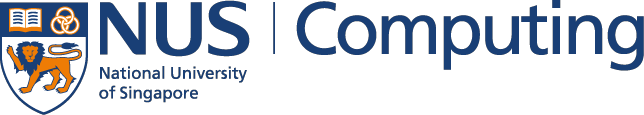 NUS | Computing
National University
of Singapore